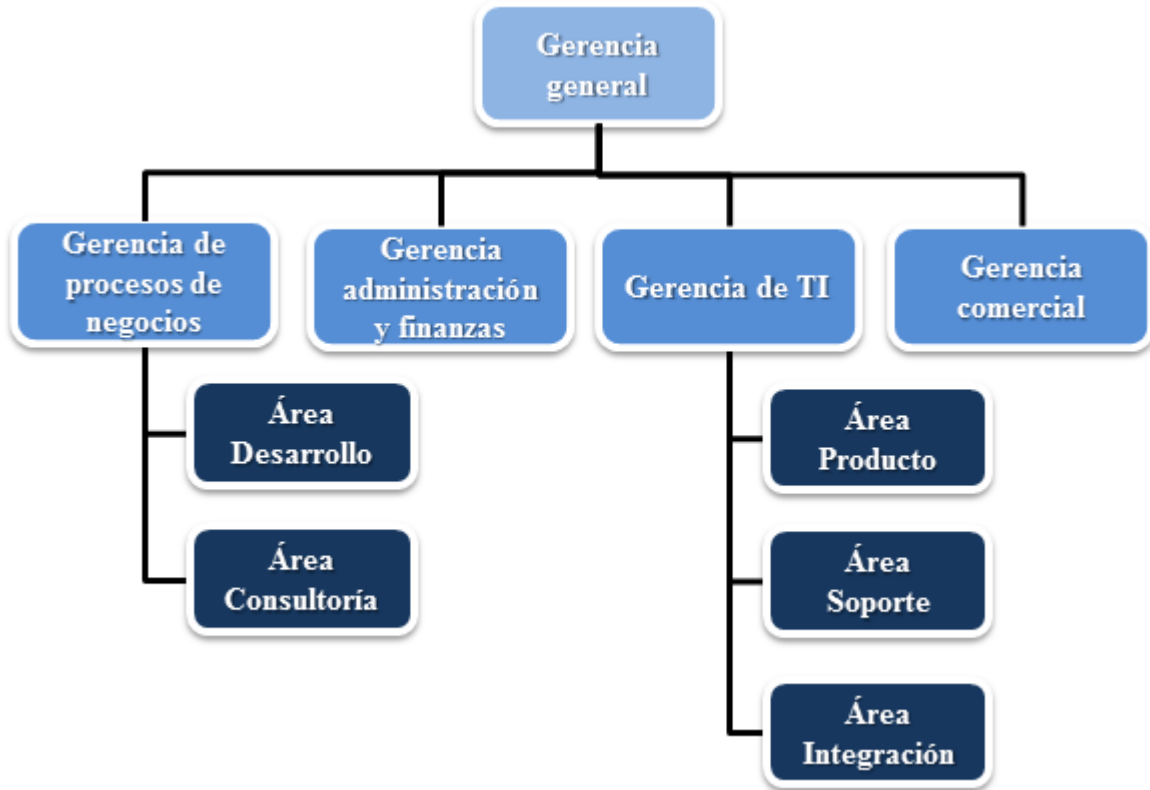 Gerencia
general
Gerencia de
procesos de
negocios
Gerencia
administración
y finanzas
Gerencia de TI
Gerencia
comercial
Área
Desarrollo
Área
Consultoría
Área
Producto
Área
Soporte
Área
Integración